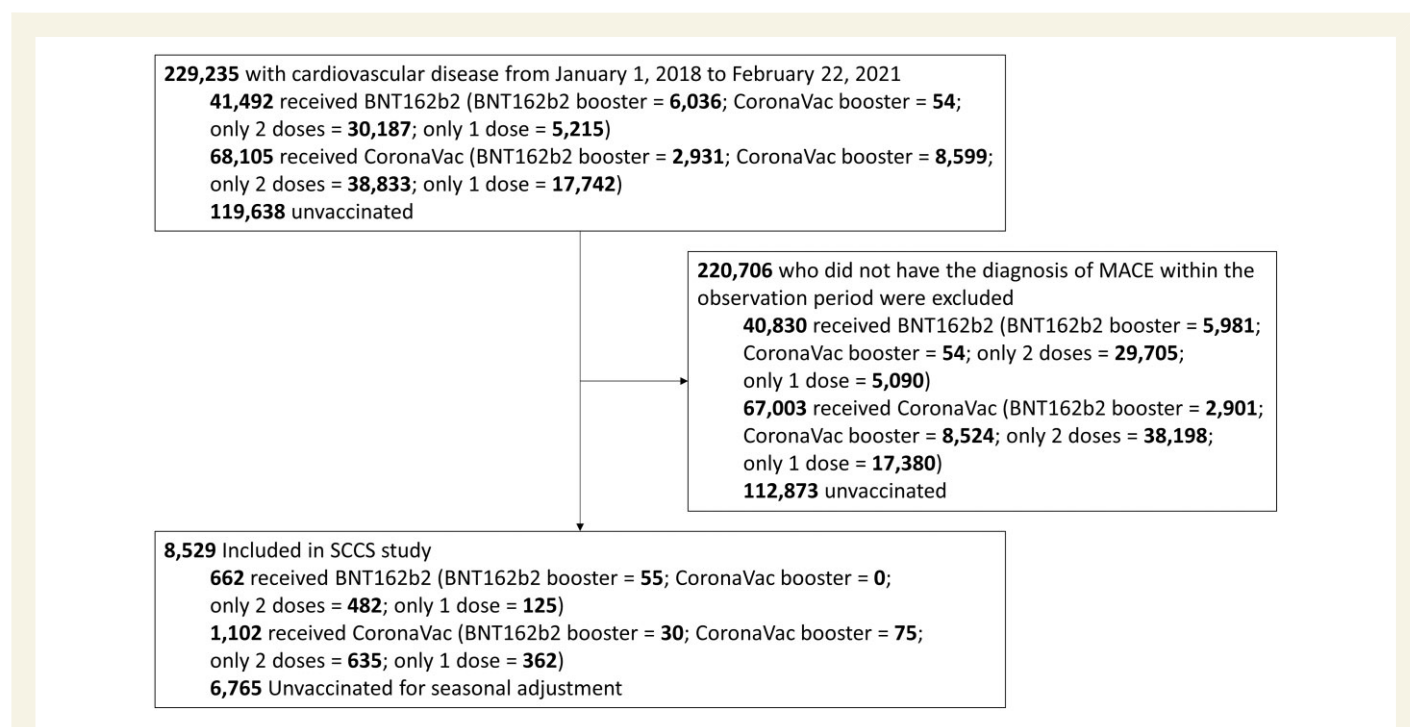 229,235 with cardiovascular disease from January 1, 2018 to February 22, 2021
41,492 received BNT162b2 (BNT162b2 booster = 6,036; CoronaVac booster = 54;
only 2 doses = 30,187; only 1 dose = 5,215)
68,105 received CoronaVac (BNT162b2 booster = 2,931; CoronaVac booster = 8,599;
only 2 doses = 38,833; only 1 dose = 17,742)
119,638 unvaccinated
220,706 who did not have the diagnosis of MACE within the
observation period were excluded
40,830 received BNT162b2 (BNT162b2 booster = 5,981;
CoronaVac booster = 54; only 2 doses = 29,705;
only 1 dose = 5,090)
67,003 received CoronaVac (BNT162b2 booster = 2,901;
CoronaVac booster = 8,524; only 2 doses = 38,198;
only 1 dose = 17,380)
112,873 unvaccinated
8,529 Included in SCCS study
662 received BNT162b2 (BNT162b2 booster = 55; CoronaVac booster = 0;
only 2 doses = 482; only 1 dose = 125)
1,102 received CoronaVac (BNT162b2 booster = 30; CoronaVac booster = 75;
only 2 doses = 635; only 1 dose = 362)
6,765 Unvaccinated for seasonal adjustment